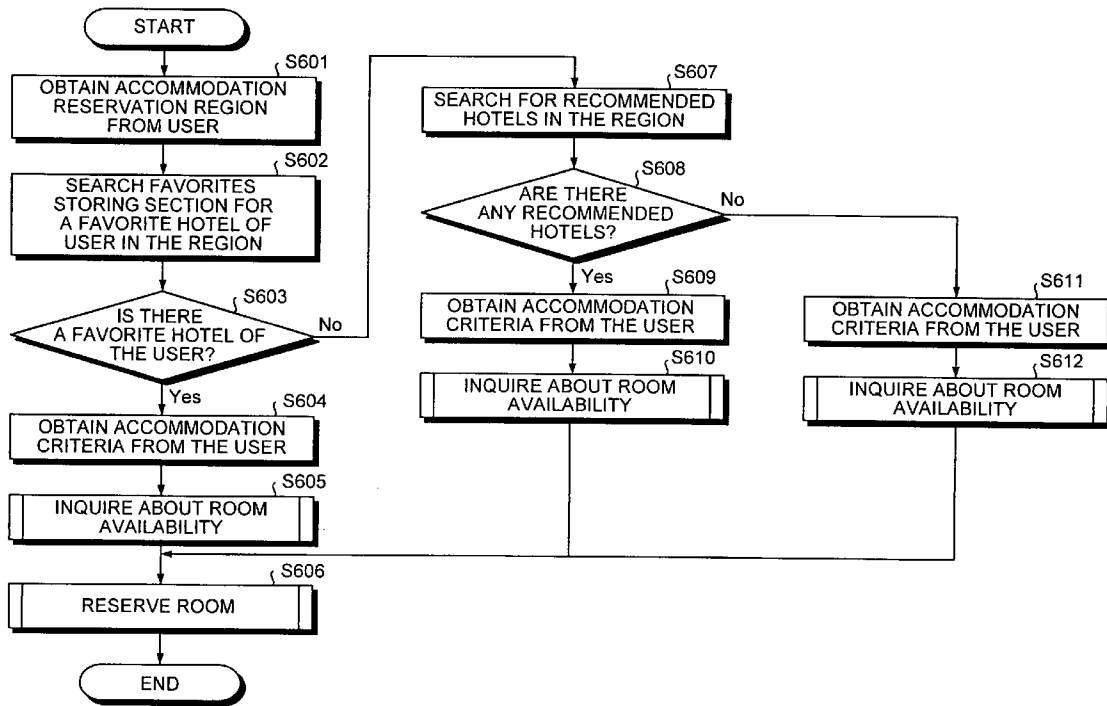 START
S601
OBTAIN ACCOMMODATION
RESERVATION REGION
FROM USER
S602
SEARCH FAVORITES
STORING SECTION FOR
A FAVORITE HOTEL OF
USER IN THE REGION
S603
IS THERE
A FAVORITE HOTEL OF
THE USER?
No
Yes
S604
OBTAIN ACCOMMODATION
CRITERIA FROM THE USER
S605
INQUIRE ABOUT ROOM
AVAILABILITY
S606
RESERVE ROOM
END
S607
SEARCH FOR RECOMMENDED
HOTELS IN THE REGION
S608
ARE THERE
ANY RECOMMENDED
HOTELS?
No
Yes
S609
OBTAIN ACCOMMODATION
CRITERIA FROM THE USER
S610
INQUIRE ABOUT ROOM
AVAILABILITY
S611
OBTAIN ACCOMMODATION
CRITERIA FROM THE USER
S612
INQUIRE ABOUT ROOM
AVAILABILITY